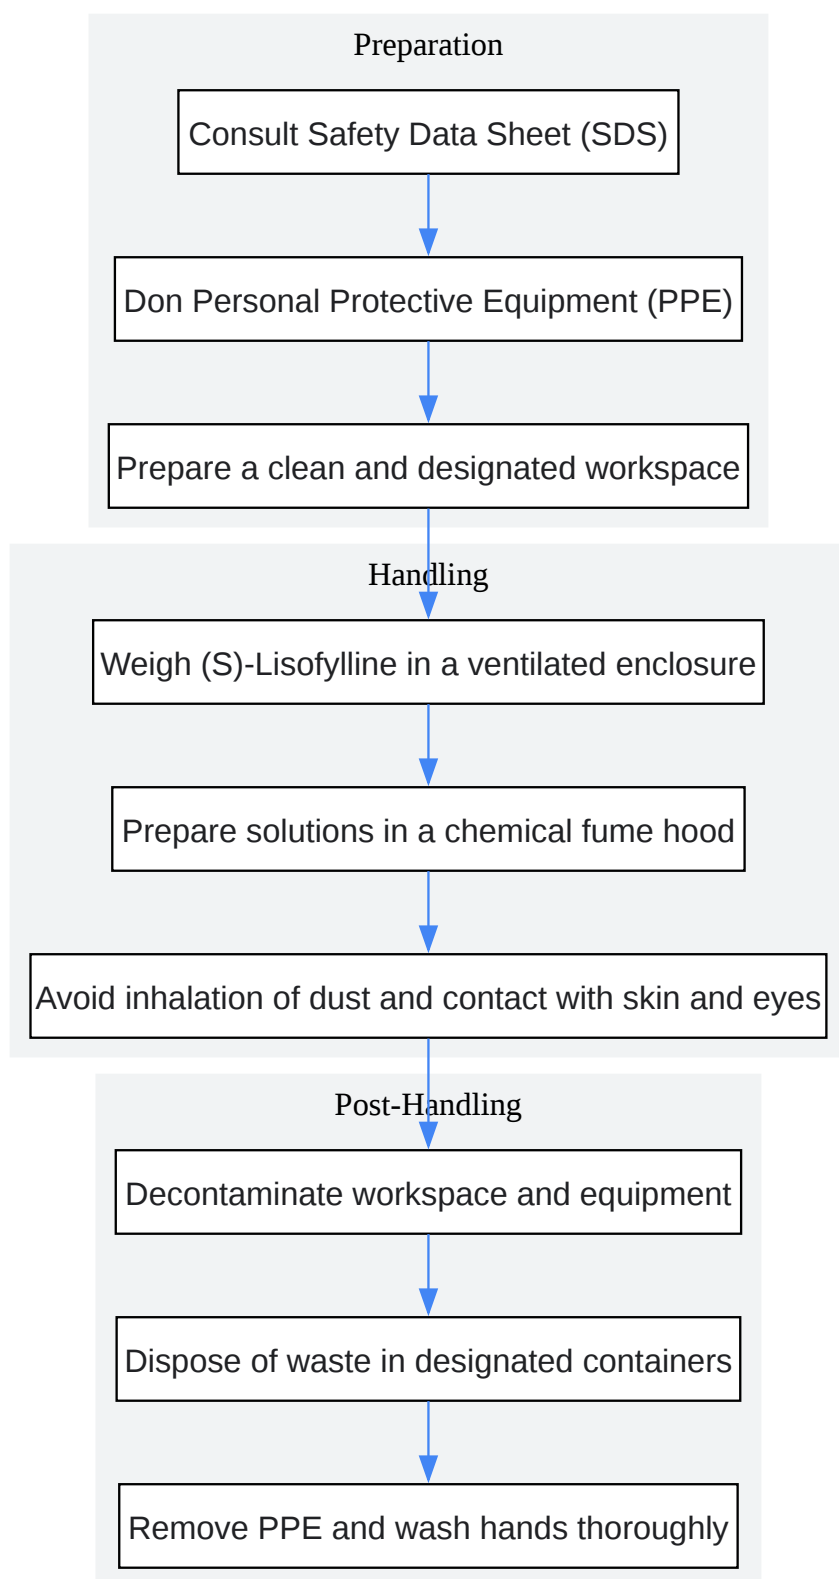 Preparation
Consult Safety Data Sheet (SDS)
Don Personal Protective Equipment (PPE)
Prepare a clean and designated workspace
Handling
Weigh (S)-Lisofylline in a ventilated enclosure
Prepare solutions in a chemical fume hood
Avoid inhalation of dust and contact with skin and eyes
Post-Handling
Decontaminate workspace and equipment
Dispose of waste in designated containers
Remove PPE and wash hands thoroughly